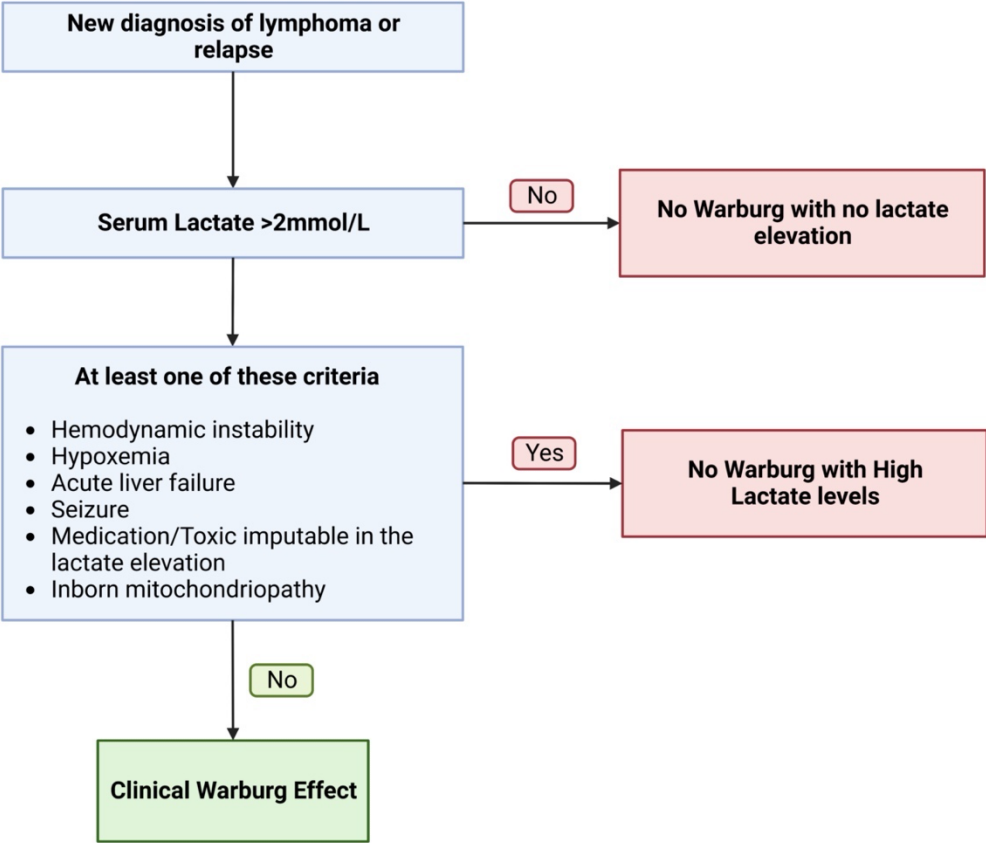 New diagnosis of lymphoma or
relapse
Serum Lactate >2mmol/L
No
No Warburg with no lactate
elevation
At least one of these criteria
• Hemodynamic instability
• Hypoxemia
• Acute liver failure
• Seizure
• Medication/Toxic imputable in the
lactate elevation
• Inborn mitochondriopathy
Yes
No Warburg with High
Lactate levels
No
Clinical Warburg Effect